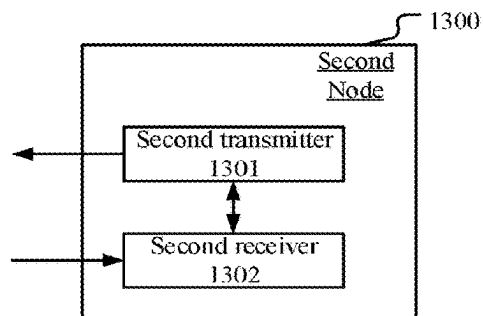 1300
Second
Node
Second transmitter
1301
Second receiver
1302